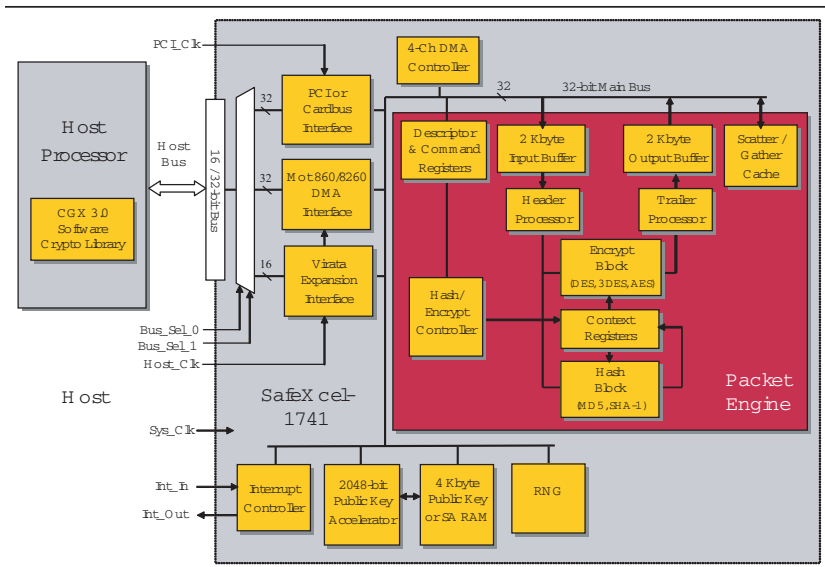 PCI_Clk
4-Ch DMA
Controller
32
32-bit Main Bus
Host
Processor
CGX 3.0
Software
Crypto Library
Host
Bus
16 /32-bit Bus
32
PCI or
Cardbus
Interface
32
Mot860/8260
DMA
Interface
16
Virata
Expansion
Interface
Descriptor
& Command
Registers
2 Kbyte
Input Buffer
2 Kbyte
Output Buffer
Scatter /
Gather
Cache
Header
Processor
Trailer
Processor
Encrypt
Block
(DES, 3DES, AES)
Hash/
Encrypt
Controller
Context
Registers
Hash
Block
(MD5, SHA-1)
Packet
Engine
Bus_Sel_0
Bus_Sel_1
Host_Clk
Host
SafeXcel-
1741
Sys_Clk
Int_In
Int_Out
Interrupt
Controller
2048-bit
Public Key
Accelerator
4 Kbyte
Public Key
or SA RAM
RNG